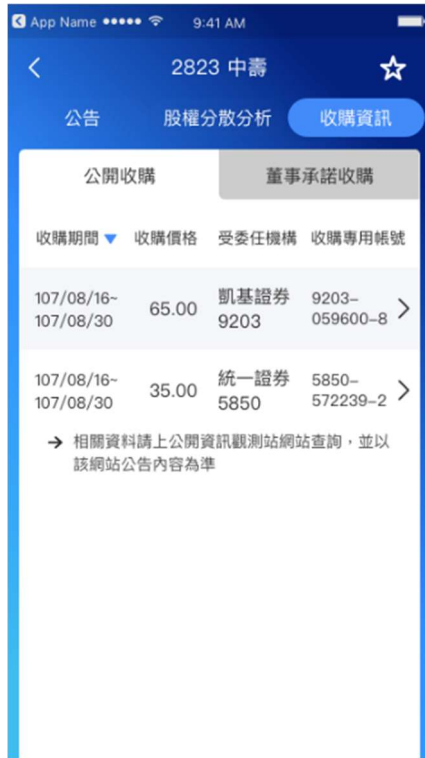 App Name 9:41 AM
2823 中壽
公告 股權分散分析 收購資訊
公開收購 董事承諾收購
收購期間 收購價格 受委任機構 收購專用帳號
107/08/16~
107/08/30
65.00
凱基證券
9203
9203–
059600–8
107/08/16~
107/08/30
35.00
統一證券
5850
5850–
572239–2
→ 相關資料請上公開資訊觀測站網站查詢，並以
該網站公告內容為準